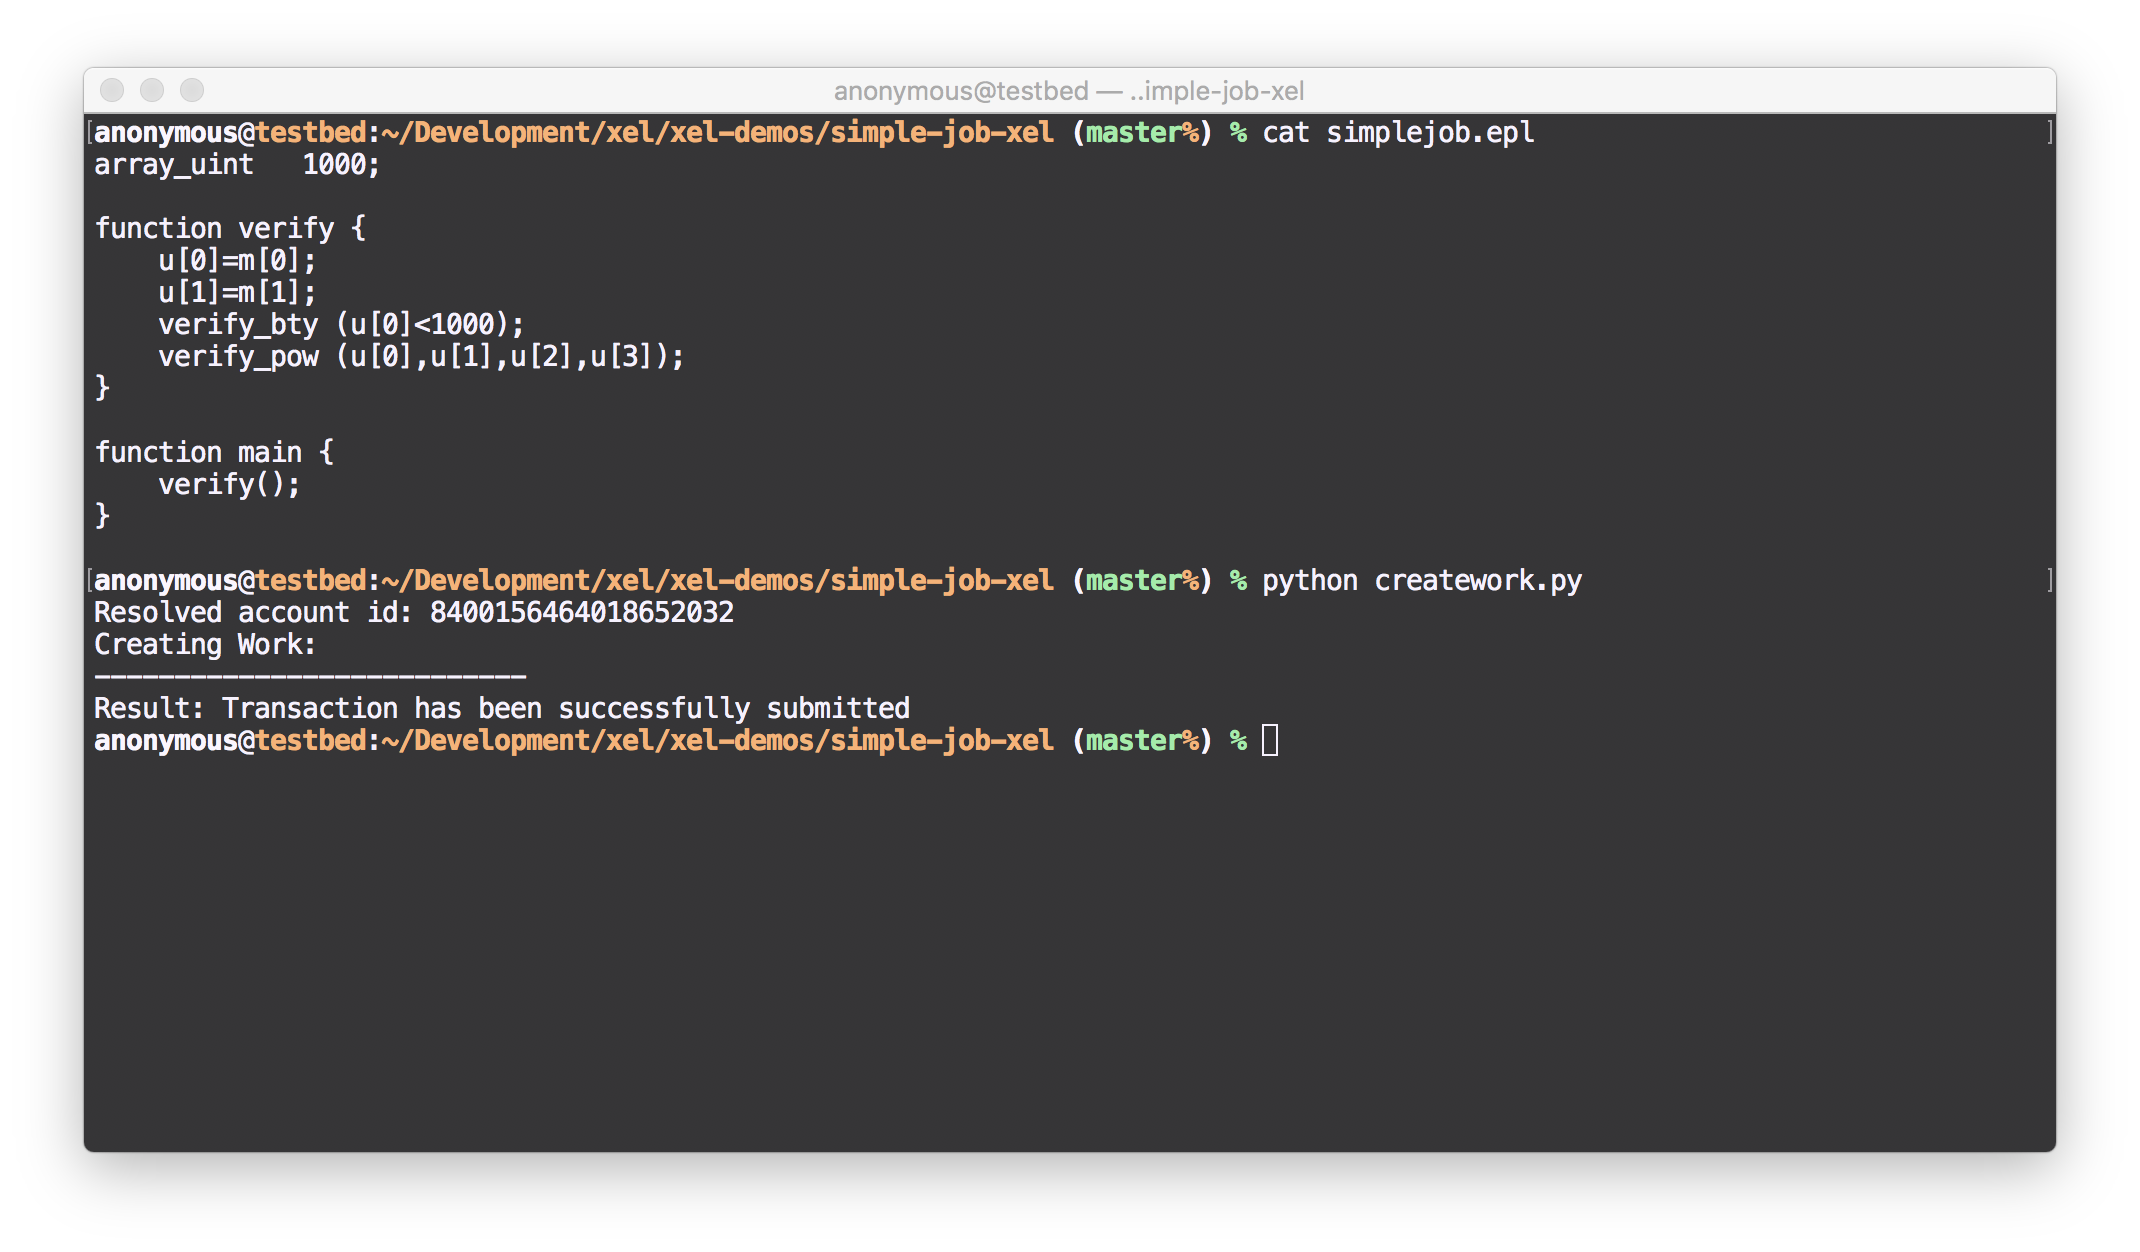 anonymous@testbed — ..imple-job-xel
anonymous@testbed:~/Development/xel/xel-demos/simple-job-xel (master%) % cat simplejob.epl
array_uint   1000;

function verify {
    u[0]=m[0];
    u[1]=m[1];
    verify_bty (u[0]<1000);
    verify_pow (u[0],u[1],u[2],u[3]);
}

function main {
    verify();
}

anonymous@testbed:~/Development/xel/xel-demos/simple-job-xel (master%) % python creatework.py
Resolved account id: 8400156464018652032
Creating Work:
---------------------------
Result: Transaction has been successfully submitted
anonymous@testbed:~/Development/xel/xel-demos/simple-job-xel (master%) %